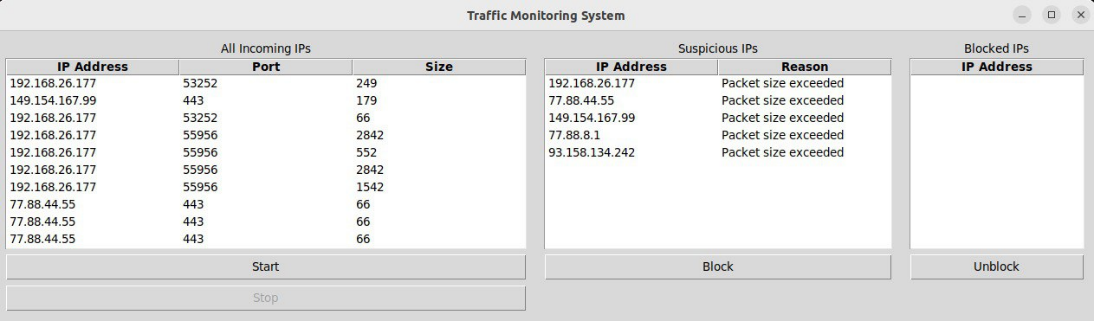 Traffic Monitoring System
All Incoming IPs
IP Address Port Size
192.168.26.177 53252 249
149.154.167.99 443 179
192.168.26.177 53252 66
192.168.26.177 55956 2842
192.168.26.177 55956 552
192.168.26.177 55956 2842
192.168.26.177 55956 1542
77.88.44.55 443 66
77.88.44.55 443 66
77.88.44.55 443 66
Start
Stop
Suspicious IPs
IP Address Reason
192.168.26.177 Packet size exceeded
77.88.44.55 Packet size exceeded
149.154.167.99 Packet size exceeded
77.88.8.1 Packet size exceeded
93.158.134.242 Packet size exceeded
Block
Blocked IPs
IP Address
Unblock